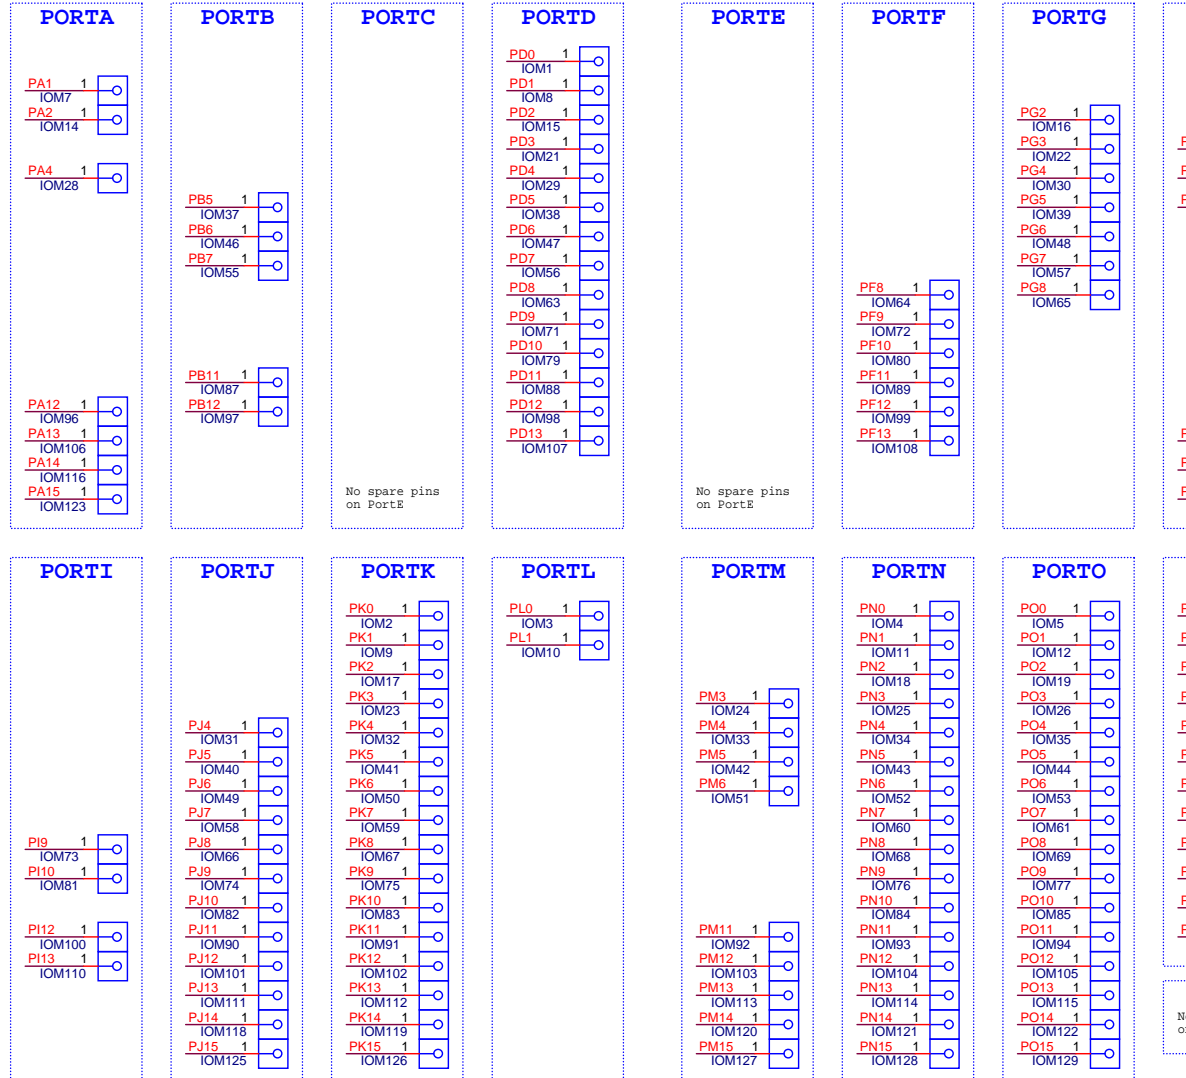 PORTA
PA1 1
IOM7
PA2 1
IOM14
PA4 1
IOM28
PA12 1
IOM96
PA13 1
IOM106
PA14 1
IOM116
PA15 1
IOM123
PORTB
PB5 1
IOM37
PB6 1
IOM46
PB7 1
IOM55
PB11 1
IOM87
PB12 1
IOM97
PORTC
No spare pins
on PortE
PORTD
PD0 1
IOM1
PD1 1
IOM8
PD2 1
IOM15
PD3 1
IOM21
PD4 1
IOM29
PD5 1
IOM38
PD6 1
IOM47
PD7 1
IOM56
PD8 1
IOM63
PD9 1
IOM71
PD10 1
IOM79
PD11 1
IOM88
PD12 1
IOM98
PD13 1
IOM107
PORTE
No spare pins
on PortE
PORTF
PF8 1
IOM64
PF9 1
IOM72
PF10 1
IOM80
PF11 1
IOM89
PF12 1
IOM99
PF13 1
IOM108
PORTG
PG2 1
IOM16
PG3 1
IOM22
PG4 1
IOM30
PG5 1
IOM39
PG6 1
IOM48
PG7 1
IOM57
PG8 1
IOM65
PORTI
PI9 1
IOM73
PI10 1
IOM81
PI12 1
IOM100
PI13 1
IOM110
PORTJ
PJ4 1
IOM31
PJ5 1
IOM40
PJ6 1
IOM49
PJ7 1
IOM58
PJ8 1
IOM66
PJ9 1
IOM74
PJ10 1
IOM82
PJ11 1
IOM90
PJ12 1
IOM101
PJ13 1
IOM111
PJ14 1
IOM118
PJ15 1
IOM125
PORTK
PK0 1
IOM2
PK1 1
IOM9
PK2 1
IOM17
PK3 1
IOM23
PK4 1
IOM32
PK5 1
IOM41
PK6 1
IOM50
PK7 1
IOM59
PK8 1
IOM67
PK9 1
IOM75
PK10 1
IOM83
PK11 1
IOM91
PK12 1
IOM102
PK13 1
IOM112
PK14 1
IOM119
PK15 1
IOM126
PORTL
PL0 1
IOM3
PL1 1
IOM10
PORTM
PM3 1
IOM24
PM4 1
IOM33
PM5 1
IOM42
PM6 1
IOM51
PM11 1
IOM92
PM12 1
IOM103
PM13 1
IOM113
PM14 1
IOM120
PM15 1
IOM127
PORTN
PN0 1
IOM4
PN1 1
IOM11
PN2 1
IOM18
PN3 1
IOM25
PN4 1
IOM34
PN5 1
IOM43
PN6 1
IOM52
PN7 1
IOM60
PN8 1
IOM68
PN9 1
IOM76
PN10 1
IOM84
PN11 1
IOM93
PN12 1
IOM104
PN13 1
IOM114
PN14 1
IOM121
PN15 1
IOM128
PORTO
PO0 1
IOM5
PO1 1
IOM12
PO2 1
IOM19
PO3 1
IOM26
PO4 1
IOM35
PO5 1
IOM44
PO6 1
IOM53
PO7 1
IOM61
PO8 1
IOM69
PO9 1
IOM77
PO10 1
IOM85
PO11 1
IOM94
PO12 1
IOM105
PO13 1
IOM115
PO14 1
IOM122
PO15 1
IOM129